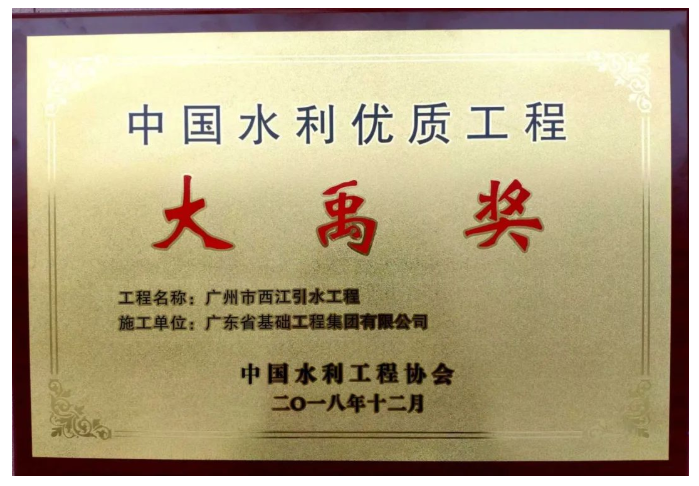 中国水利优质工程
大禹奖
工程名称：广州市西江引水工程
施工单位：广东省基础工程集团有限公司
中国水利工程协会
二〇一八年十二月